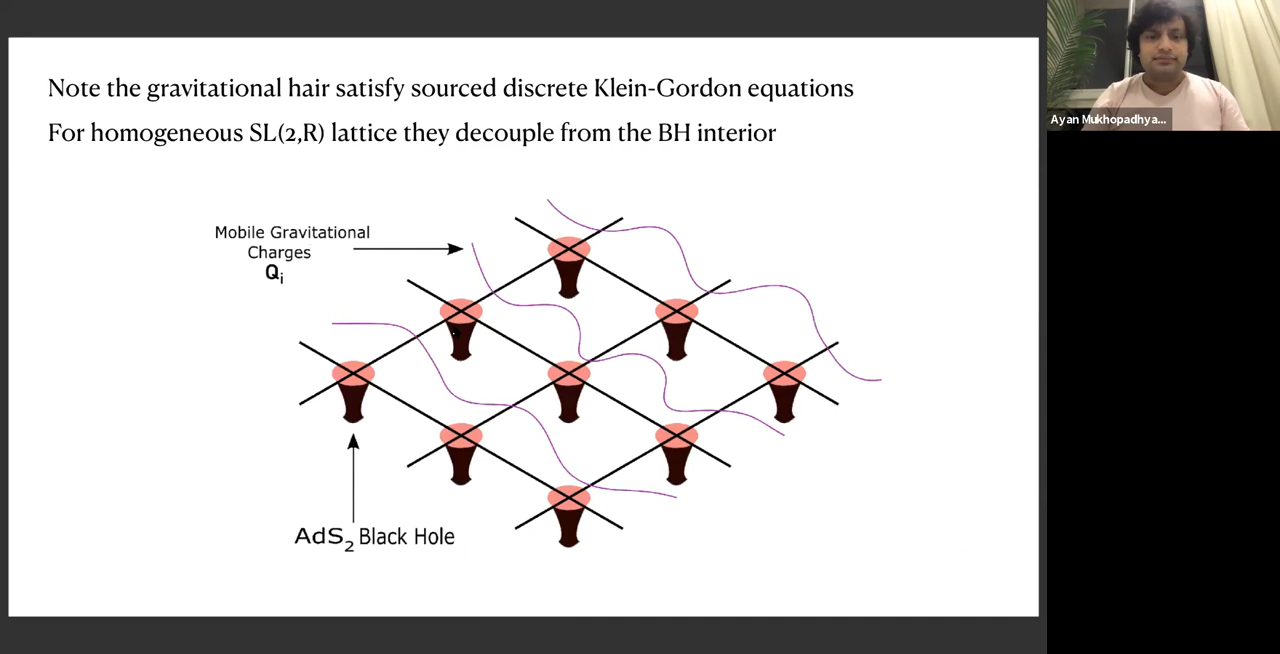 Note the gravitational hair satisfy sourced discrete Klein-Gordon equations
For homogeneous SL(2,R) lattice they decouple from the BH interior
Mobile Gravitational
Charges
Qᵢ
AdS₂ Black Hole
Ayan Mukhopadhya...